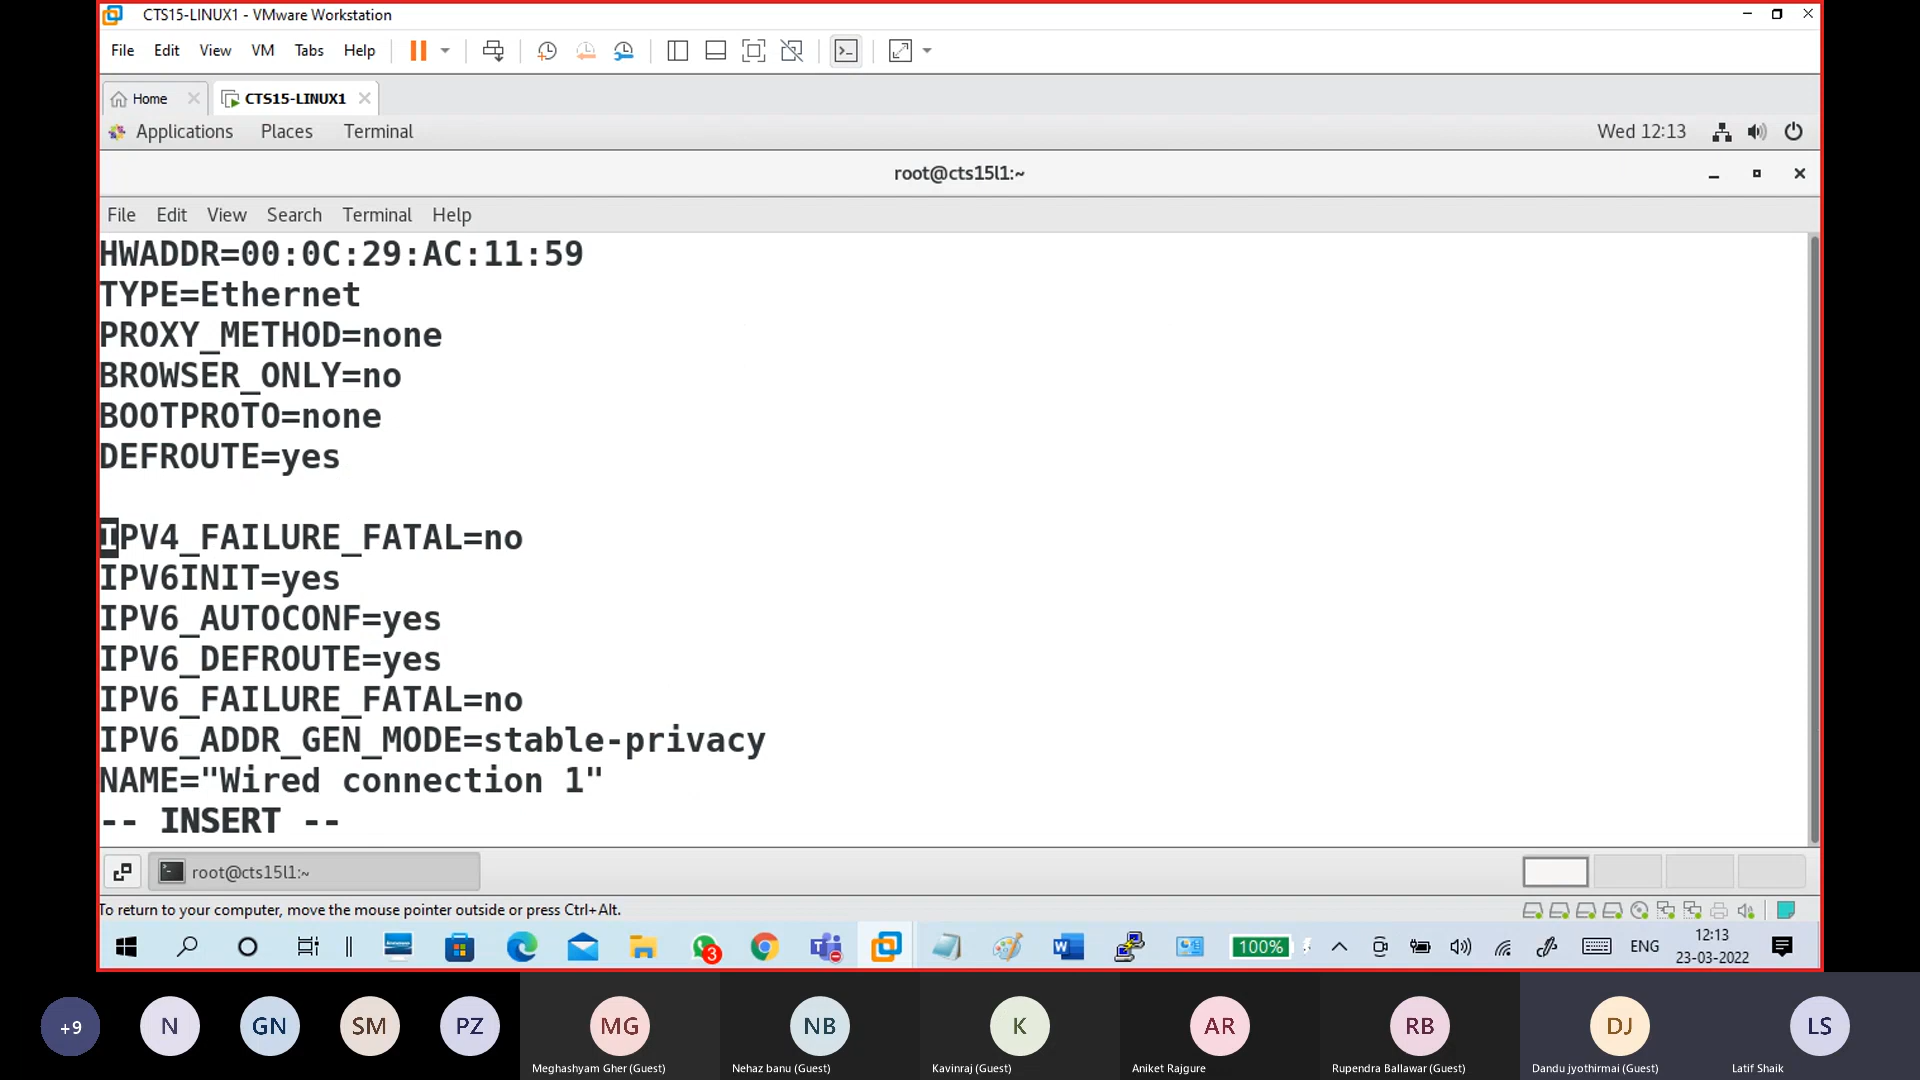 CTS15-LINUX1 - VMware Workstation
File Edit View VM Tabs Help
Home CTS15-LINUX1
Applications Places Terminal Wed 12:13
root@cts15l1:~
File Edit View Search Terminal Help
HWADDR=00:0C:29:AC:11:59
TYPE=Ethernet
PROXY_METHOD=none
BROWSER_ONLY=no
BOOTPROTO=none
DEFROUTE=yes
IPV4_FAILURE_FATAL=no
IPV6INIT=yes
IPV6_AUTOCONF=yes
IPV6_DEFROUTE=yes
IPV6_FAILURE_FATAL=no
IPV6_ADDR_GEN_MODE=stable-privacy
NAME="Wired connection 1"
-- INSERT --
root@cts15l1:~
To return to your computer, move the mouse pointer outside or press Ctrl+Alt.
3 100% ENG 12:13
23-03-2022
+9 N GN SM PZ MG NB K AR RB DJ LS
Meghashyam Gher (Guest) Nehaz banu (Guest) Kavinraj (Guest) Aniket Rajgure Rupendra Ballawar (Guest) Dandu jyothirmai (Guest) Latif Shaik